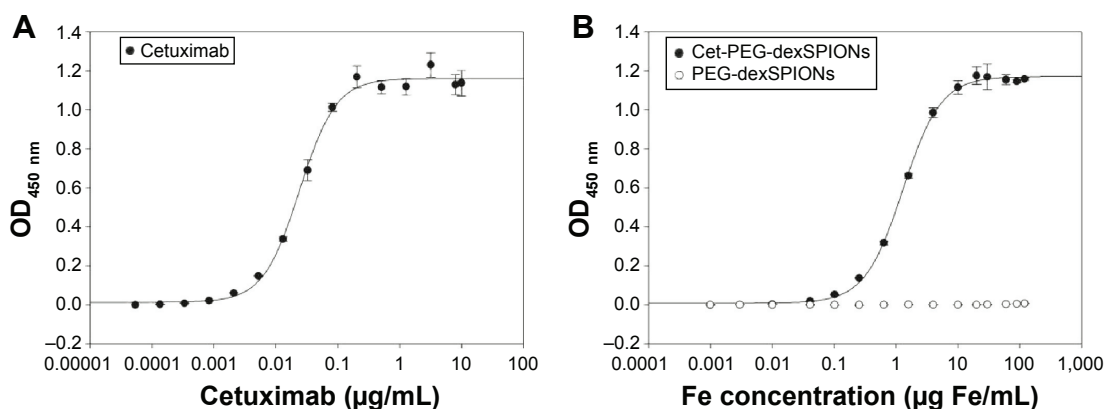 A
Cetuximab
1.4
1.2
1.0
0.8
0.6
0.4
0.2
0.0
−0.2
OD450 nm
0.00001 0.0001 0.001 0.01 0.1 1 10 100
Cetuximab (µg/mL)
B
Cet-PEG-dexSPIONs
PEG-dexSPIONs
1.4
1.2
1.0
0.8
0.6
0.4
0.2
0.0
−0.2
OD450 nm
0.0001 0.001 0.01 0.1 1 10 100 1,000
Fe concentration (µg Fe/mL)